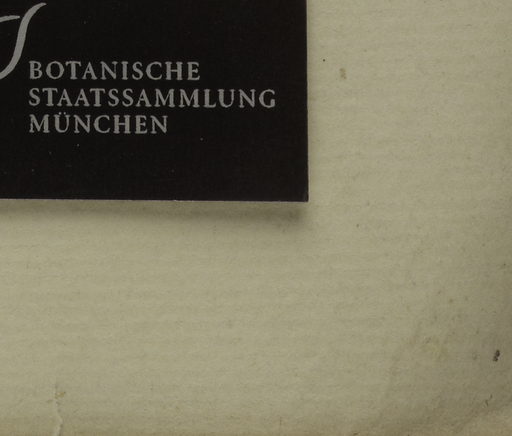 BOTANISCHE
STAATSSAMMLUNG
MÜNCHEN